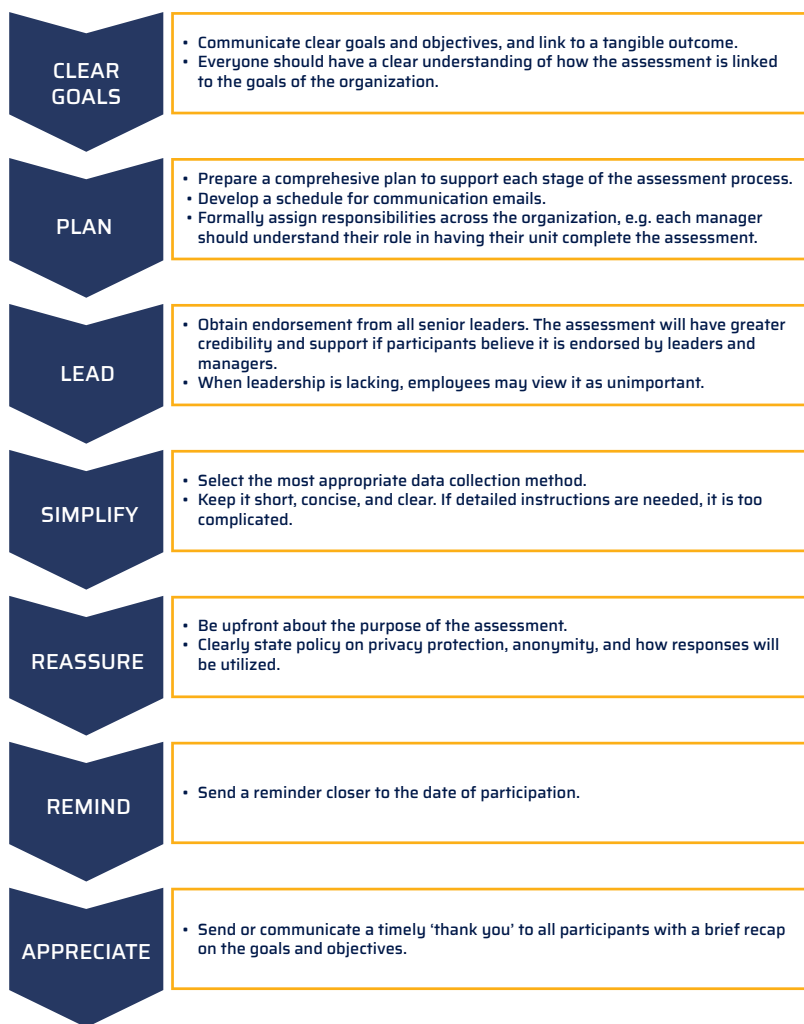 CLEAR
GOALS
• Communicate clear goals and objectives, and link to a tangible outcome.
• Everyone should have a clear understanding of how the assessment is linked
to the goals of the organization.
PLAN
• Prepare a comprehesive plan to support each stage of the assessment process.
• Develop a schedule for communication emails.
• Formally assign responsibilities across the organization, e.g. each manager
should understand their role in having their unit complete the assessment.
LEAD
• Obtain endorsement from all senior leaders. The assessment will have greater
credibility and support if participants believe it is endorsed by leaders and
managers.
• When leadership is lacking, employees may view it as unimportant.
SIMPLIFY
• Select the most appropriate data collection method.
• Keep it short, concise, and clear. If detailed instructions are needed, it is too
complicated.
REASSURE
• Be upfront about the purpose of the assessment.
• Clearly state policy on privacy protection, anonymity, and how responses will
be utilized.
REMIND
• Send a reminder closer to the date of participation.
APPRECIATE
• Send or communicate a timely ‘thank you’ to all participants with a brief recap
on the goals and objectives.